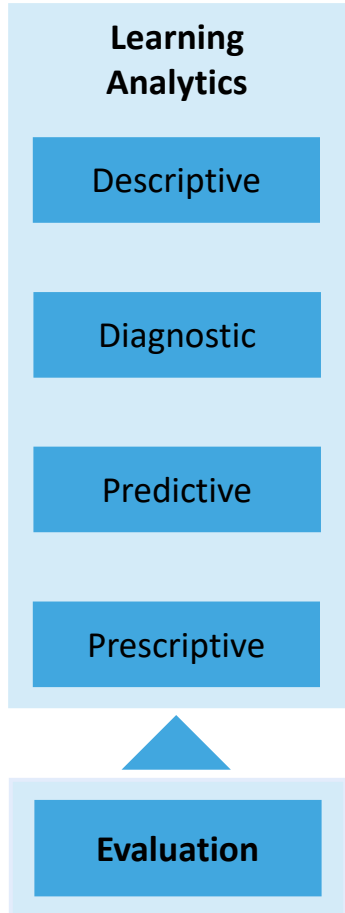 Learning
Analytics
Descriptive
Diagnostic
Predictive
Prescriptive
Evaluation